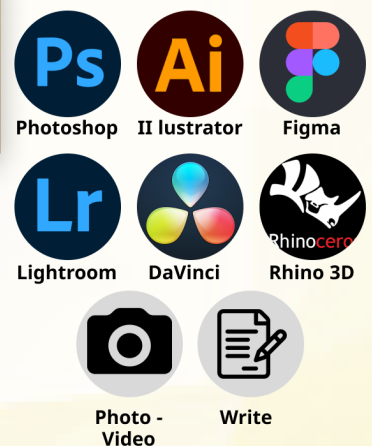 Ps Ai
Photoshop II lustrator Figma
Lr Rhinocero
Lightroom DaVinci Rhino 3D
Photo - Write
Video